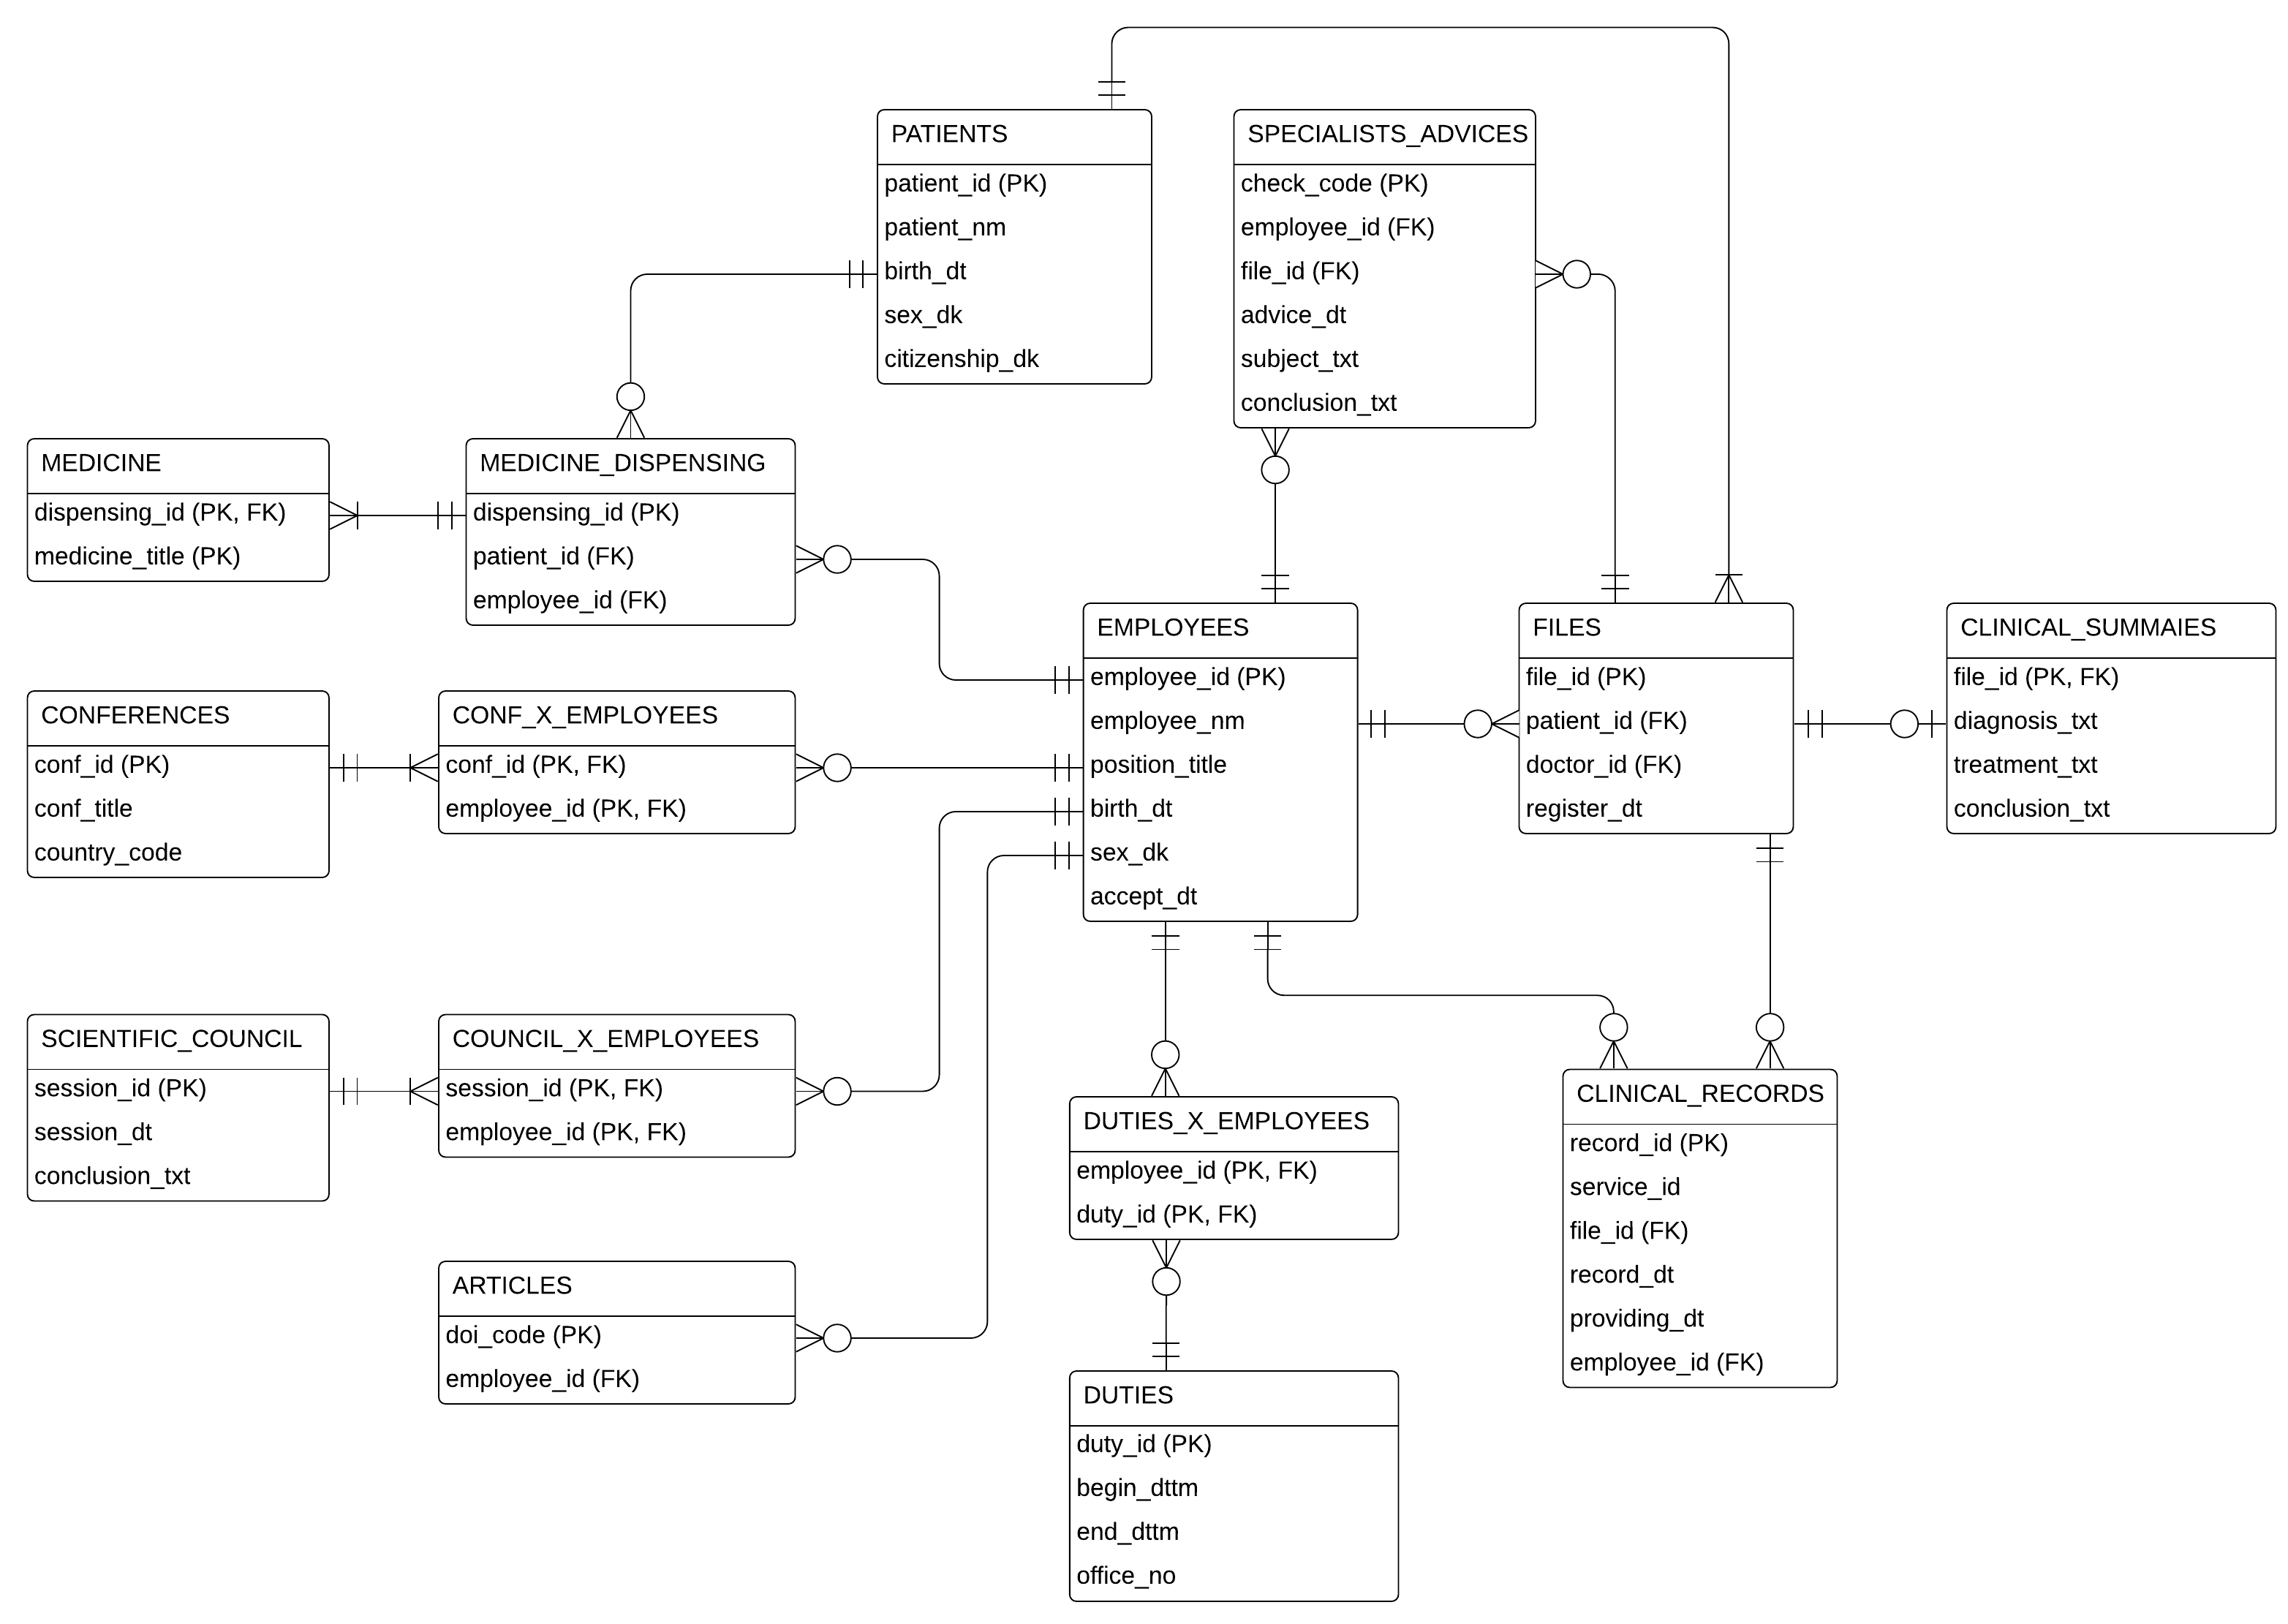 PATIENTS
patient_id (PK)
patient_nm
birth_dt
sex_dk
citizenship_dk
SPECIALISTS_ADVICES
check_code (PK)
employee_id (FK)
file_id (FK)
advice_dt
subject_txt
conclusion_txt
MEDICINE
dispensing_id (PK, FK)
medicine_title (PK)
MEDICINE_DISPENSING
dispensing_id (PK)
patient_id (FK)
employee_id (FK)
EMPLOYEES
employee_id (PK)
employee_nm
position_title
birth_dt
sex_dk
accept_dt
FILES
file_id (PK)
patient_id (FK)
doctor_id (FK)
register_dt
CLINICAL_SUMMAIES
file_id (PK, FK)
diagnosis_txt
treatment_txt
conclusion_txt
CONFERENCES
conf_id (PK)
conf_title
country_code
CONF_X_EMPLOYEES
conf_id (PK, FK)
employee_id (PK, FK)
SCIENTIFIC_COUNCIL
session_id (PK)
session_dt
conclusion_txt
COUNCIL_X_EMPLOYEES
session_id (PK, FK)
employee_id (PK, FK)
DUTIES_X_EMPLOYEES
employee_id (PK, FK)
duty_id (PK, FK)
CLINICAL_RECORDS
record_id (PK)
service_id
file_id (FK)
record_dt
providing_dt
employee_id (FK)
ARTICLES
doi_code (PK)
employee_id (FK)
DUTIES
duty_id (PK)
begin_dttm
end_dttm
office_no